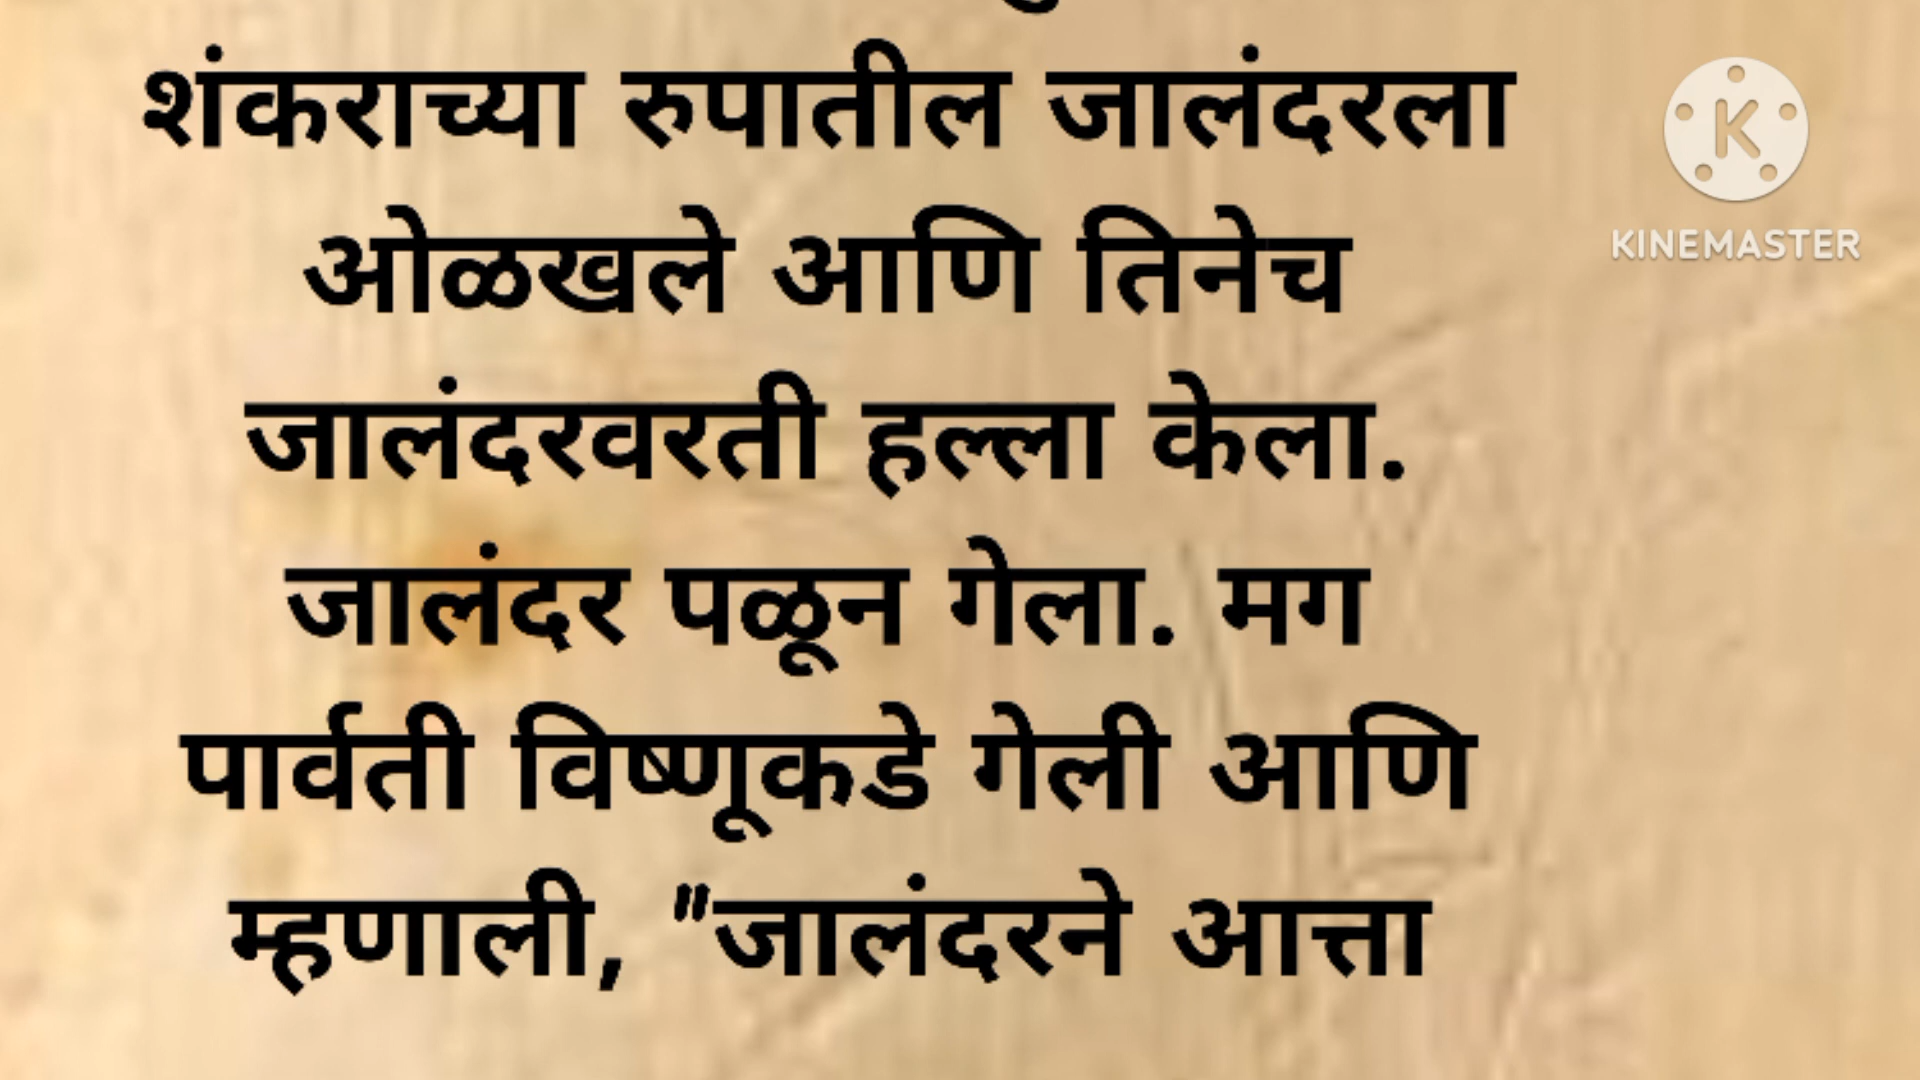 शंकराच्या रुपातील जालंदरला
ओळखले आणि तिनेच
जालंदरवरती हल्ला केला.
जालंदर पळून गेला. मग
पार्वती विष्णूकडे गेली आणि
म्हणाली, "जालंदरने आत्ता
K
KINEMASTER